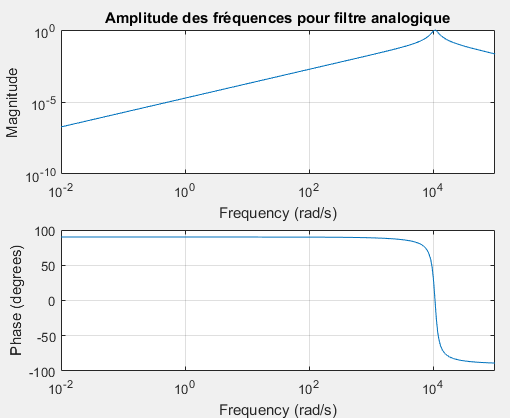 Amplitude des fréquences pour filtre analogique
10^0
10^-5
10^-10
Magnitude
10^-2 10^0 10^2 10^4
Frequency (rad/s)
100
50
0
-50
-100
Phase (degrees)
10^-2 10^0 10^2 10^4
Frequency (rad/s)